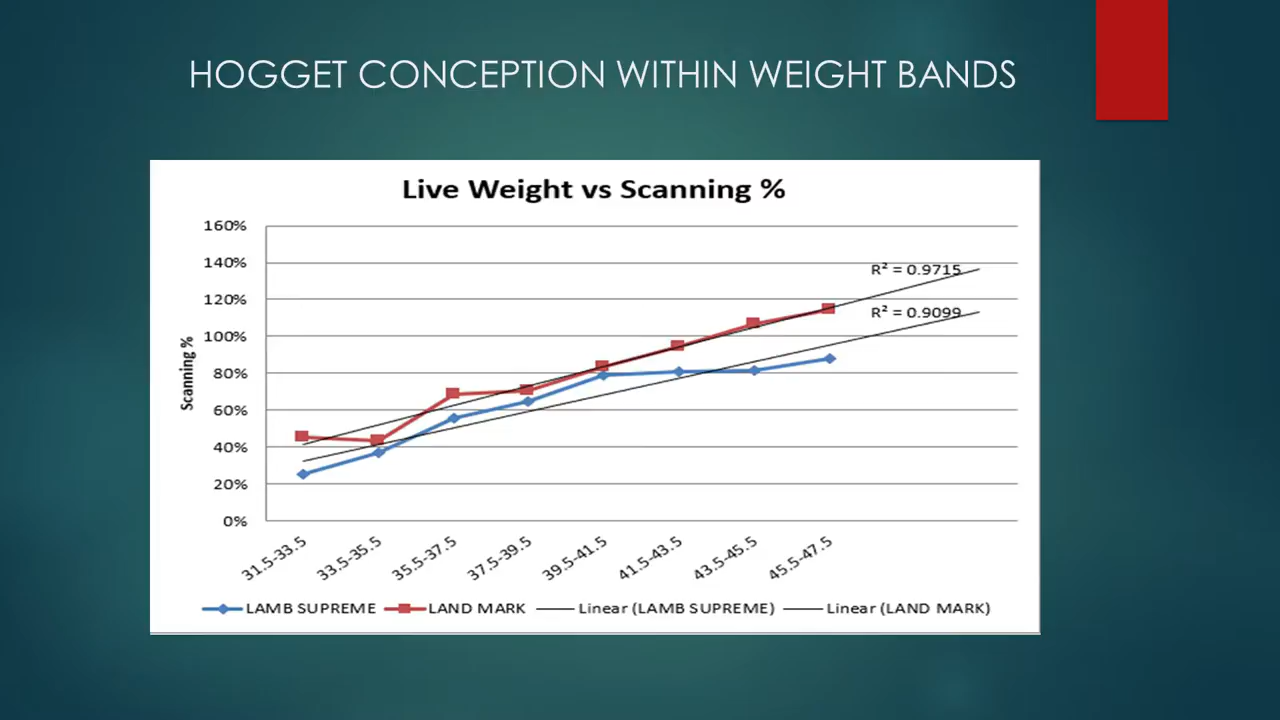 HOGGET CONCEPTION WITHIN WEIGHT BANDS
Live Weight vs Scanning %
160%
140%
120%
100%
80%
60%
40%
20%
0%
Scanning %
R² = 0.9715
R² = 0.9099
31.5-33.5
33.5-35.5
35.5-37.5
37.5-39.5
39.5-41.5
41.5-43.5
43.5-45.5
45.5-47.5
LAMB SUPREME LAND MARK Linear (LAMB SUPREME) Linear (LAND MARK)